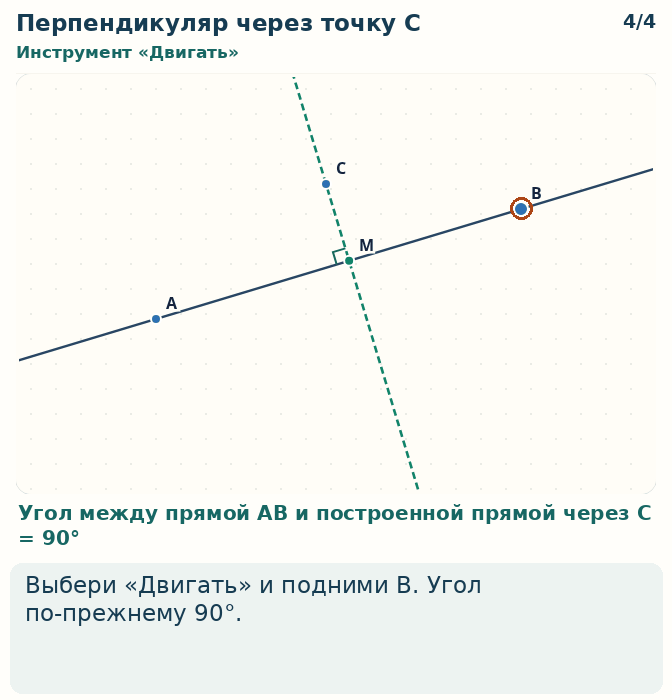 Перпендикуляр через точку C
4/4
Инструмент «Двигать»
C
B
M
A
Угол между прямой AB и построенной прямой через C
= 90°
Выбери «Двигать» и подними B. Угол
по-прежнему 90°.